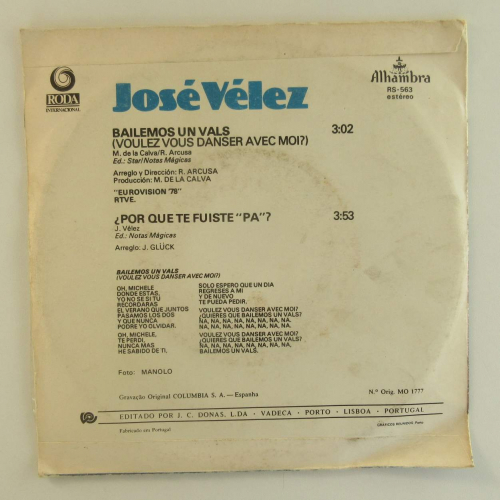 RODA
INTERNACIONAL
José Vélez
Alhambra
RS-563
estéreo
BAILEMOS UN VALS 3:02
(VOULEZ VOUS DANSER AVEC MOI?)
M. de la Calva/R. Arcusa
Ed.: Star/Notas Mágicas
Arreglo y Dirección: R. ARCUSA
Producción: M. DE LA CALVA
"EUROVISION '78"
RTVE.
¿POR QUE TE FUISTE "PA"? 3:53
J. Vélez
Ed.: Notas Mágicas
Arreglo: J. GLÜCK
BAILEMOS UN VALS
(VOULEZ VOUS DANSER AVEC MOI?)
OH, MICHELE
DONDE ESTAS,
YO NO SE SI TU
RECORDARAS
EL VERANO QUE JUNTOS
PASAMOS LOS DOS
Y QUE NUNCA
PODRE YO OLVIDAR.
OH, MICHELE,
TE PERDI,
NUNCA MAS
HE SABIDO DE TI,
SOLO ESPERO QUE UN DIA
REGRESES A MI
Y DE NUEVO
TE PUEDA PEDIR.
VOULEZ VOUS DANSER AVEC MOI?
¿QUIERES QUE BAILEMOS UN VALS?
NA, NA, NA, NA, NA, NA, NA,
NA, NA, NA, NA, NA, NA, NA.
VOULEZ VOUS DANSER AVEC MOI?
¿QUIERES QUE BAILEMOS UN VALS?
NA, NA, NA, NA, NA, NA, NA,
BAILEMOS UN VALS.
Foto: MANOLO
Gravação Original COLUMBIA S. A. — Espanha
N.º Orig. MO 1777
EDITADO POR J. C. DONAS, L.DA · VADECA · PORTO · LISBOA · PORTUGAL
Fabricado em Portugal